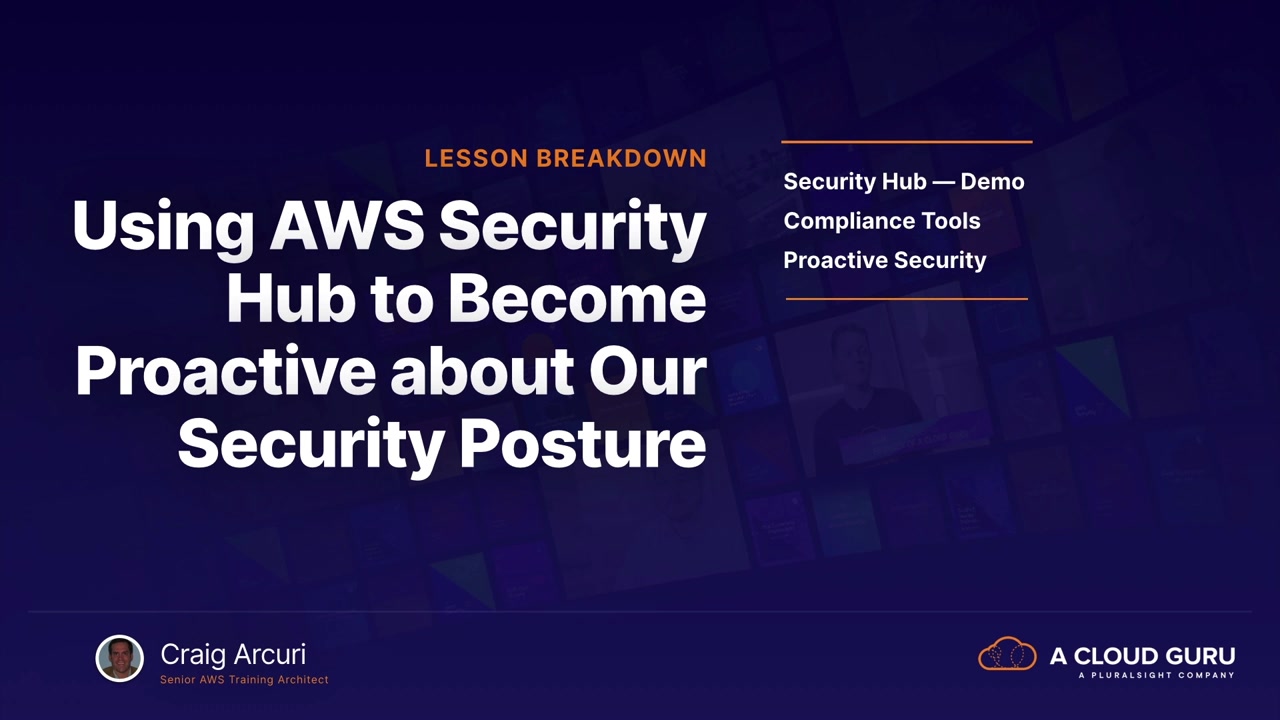 LESSON BREAKDOWN
Using AWS Security
Hub to Become
Proactive about Our
Security Posture
Security Hub — Demo
Compliance Tools
Proactive Security
Craig Arcuri
Senior AWS Training Architect
A CLOUD GURU
A PLURALSIGHT COMPANY